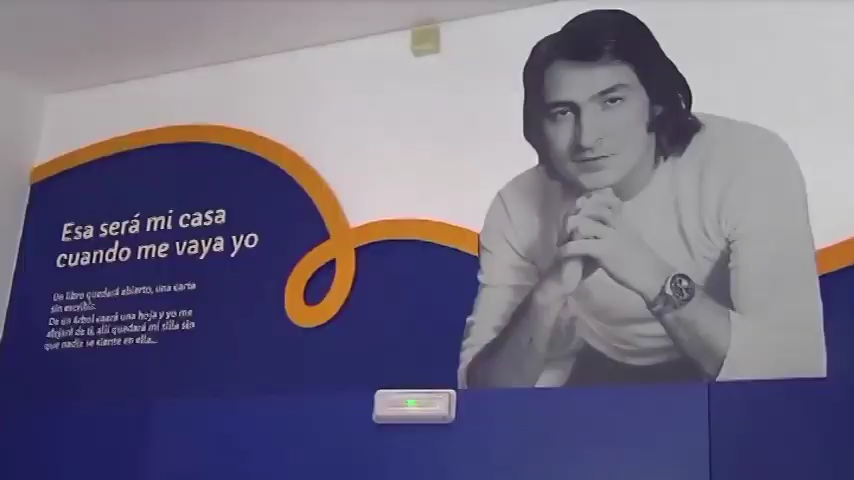 Esa será mi casa
cuando me vaya yo
Un libro quedará abierto, una carta
sin escribir.
De un Arbol caerá una hoja y yo me
alejaré de ti, allí quedará mi silla sin
que nadie se siente en ella...